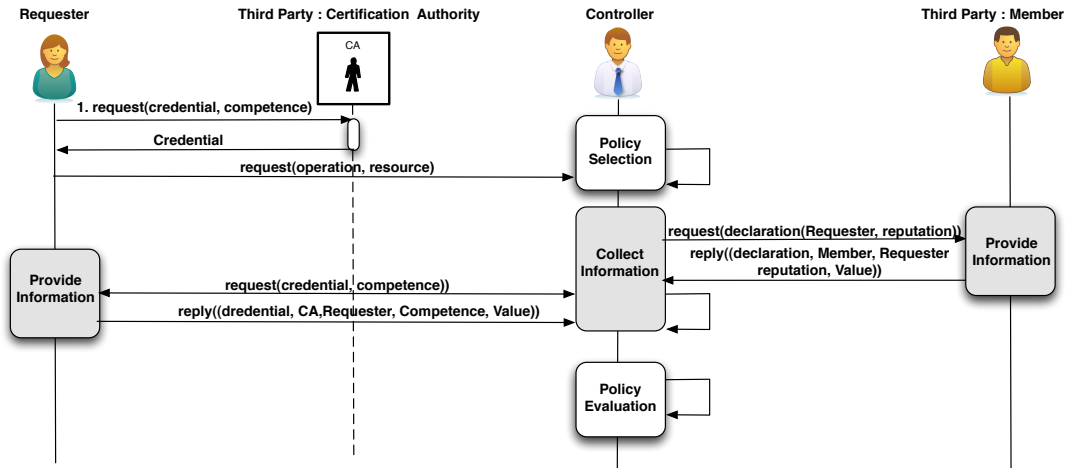 Requester
Third Party : Certification Authority
Controller
Third Party : Member
CA
1. request(credential, competence)
Credential
Policy
Selection
request(operation, resource)
request(declaration(Requester, reputation))
Collect
Information
Provide
Information
reply((declaration, Member, Requester
reputation, Value))
Provide
Information
request(credential, competence))
reply((dredential, CA,Requester, Competence, Value))
Policy
Evaluation